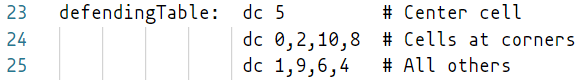 23 defendingTable: dc 5 # Center cell
24 dc 0,2,10,8 # Cells at corners
25 dc 1,9,6,4 # All others